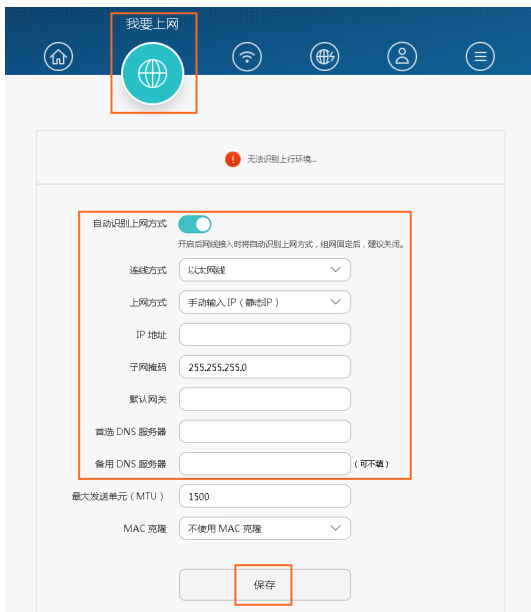 我要上网
! 无法识别上行环境...
自动识别上网方式
开启后网线接入时将自动识别上网方式，组网固定后，建议关闭。
连线方式 以太网线
上网方式 手动输入 IP（静态IP）
IP 地址
子网掩码 255.255.255.0
默认网关
首选 DNS 服务器
备用 DNS 服务器 （可不填）
最大发送单元（MTU） 1500
MAC 克隆 不使用 MAC 克隆
保存